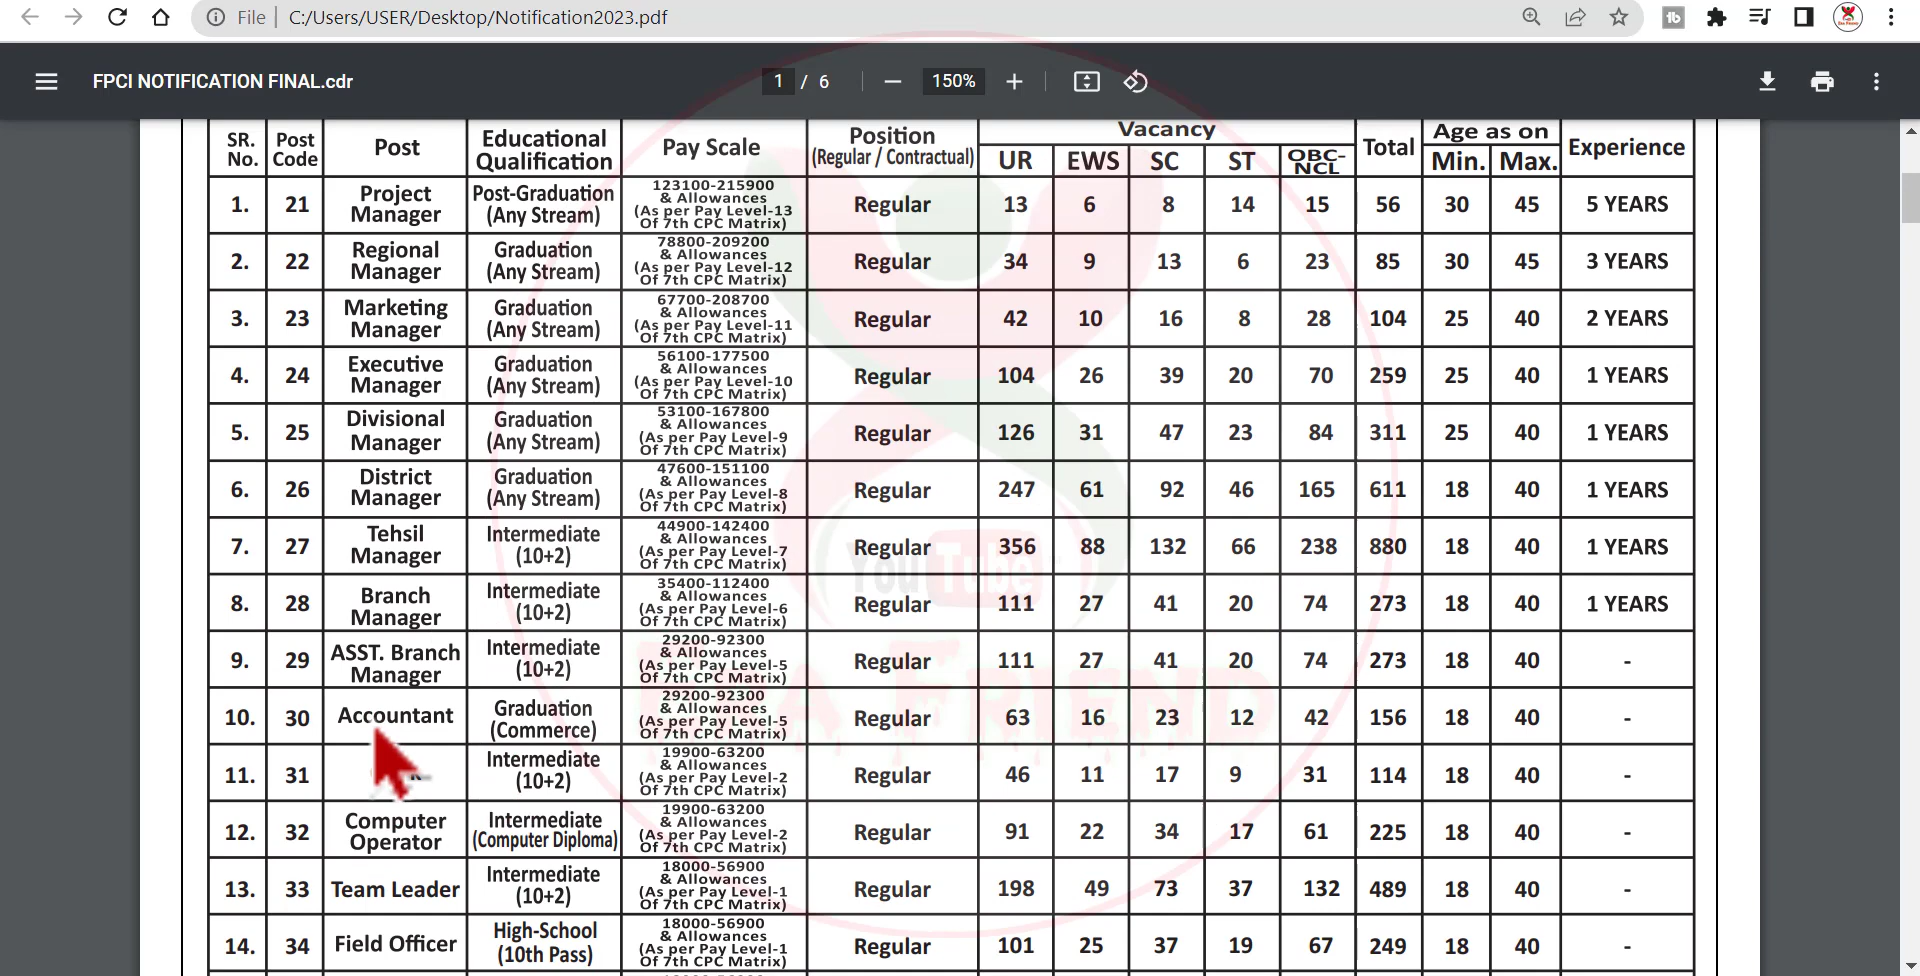 File C:/Users/USER/Desktop/Notification2023.pdf
FPCI NOTIFICATION FINAL.cdr
1 / 6
150%
SR. No. Post Code Post Educational Qualification Pay Scale Position (Regular / Contractual) Vacancy UR EWS SC ST OBC-NCL Total Age as on Min. Max. Experience
1. 21 Project Manager Post-Graduation (Any Stream) 123100-215900 & Allowances (As per Pay Level-13 Of 7th CPC Matrix) Regular 13 6 8 14 15 56 30 45 5 YEARS
2. 22 Regional Manager Graduation (Any Stream) 78800-209200 & Allowances (As per Pay Level-12 Of 7th CPC Matrix) Regular 34 9 13 6 23 85 30 45 3 YEARS
3. 23 Marketing Manager Graduation (Any Stream) 67700-208700 & Allowances (As per Pay Level-11 Of 7th CPC Matrix) Regular 42 10 16 8 28 104 25 40 2 YEARS
4. 24 Executive Manager Graduation (Any Stream) 56100-177500 & Allowances (As per Pay Level-10 Of 7th CPC Matrix) Regular 104 26 39 20 70 259 25 40 1 YEARS
5. 25 Divisional Manager Graduation (Any Stream) 53100-167800 & Allowances (As per Pay Level-9 Of 7th CPC Matrix) Regular 126 31 47 23 84 311 25 40 1 YEARS
6. 26 District Manager Graduation (Any Stream) 47600-151100 & Allowances (As per Pay Level-8 Of 7th CPC Matrix) Regular 247 61 92 46 165 611 18 40 1 YEARS
7. 27 Tehsil Manager Intermediate (10+2) 44900-142400 & Allowances (As per Pay Level-7 Of 7th CPC Matrix) Regular 356 88 132 66 238 880 18 40 1 YEARS
8. 28 Branch Manager Intermediate (10+2) 35400-112400 & Allowances (As per Pay Level-6 Of 7th CPC Matrix) Regular 111 27 41 20 74 273 18 40 1 YEARS
9. 29 ASST. Branch Manager Intermediate (10+2) 29200-92300 & Allowances (As per Pay Level-5 Of 7th CPC Matrix) Regular 111 27 41 20 74 273 18 40 -
10. 30 Accountant Graduation (Commerce) 29200-92300 & Allowances (As per Pay Level-5 Of 7th CPC Matrix) Regular 63 16 23 12 42 156 18 40 -
11. 31 Intermediate (10+2) 19900-63200 & Allowances (As per Pay Level-2 Of 7th CPC Matrix) Regular 46 11 17 9 31 114 18 40 -
12. 32 Computer Operator Intermediate (Computer Diploma) 19900-63200 & Allowances (As per Pay Level-2 Of 7th CPC Matrix) Regular 91 22 34 17 61 225 18 40 -
13. 33 Team Leader Intermediate (10+2) 18000-56900 & Allowances (As per Pay Level-1 Of 7th CPC Matrix) Regular 198 49 73 37 132 489 18 40 -
14. 34 Field Officer High-School (10th Pass) 18000-56900 & Allowances (As per Pay Level-1 Of 7th CPC Matrix) Regular 101 25 37 19 67 249 18 40 -
YouTube
FRIEND